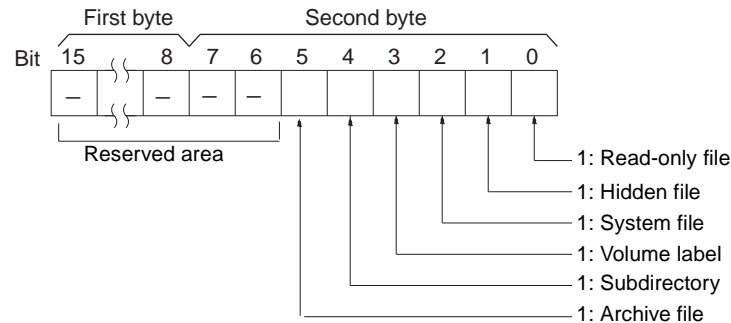 First byte Second byte
Bit 15 8 7 6 5 4 3 2 1 0
– – – –
Reserved area
1: Read-only file
1: Hidden file
1: System file
1: Volume label
1: Subdirectory
1: Archive file